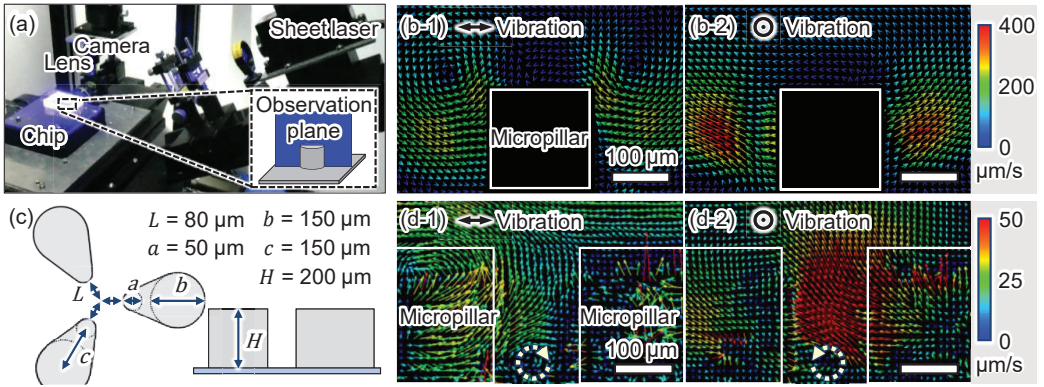 (a)
Camera
Lens
Sheet laser
Chip
Observation
plane
(b-1)
Vibration
Micropillar
100 µm
(b-2)
Vibration
400
200
0
µm/s
(c)
L = 80 µm
b = 150 µm
a = 50 µm
c = 150 µm
H = 200 µm
L
a
b
c
H
(d-1)
Vibration
Micropillar
Micropillar
100 µm
(d-2)
Vibration
50
25
0
µm/s